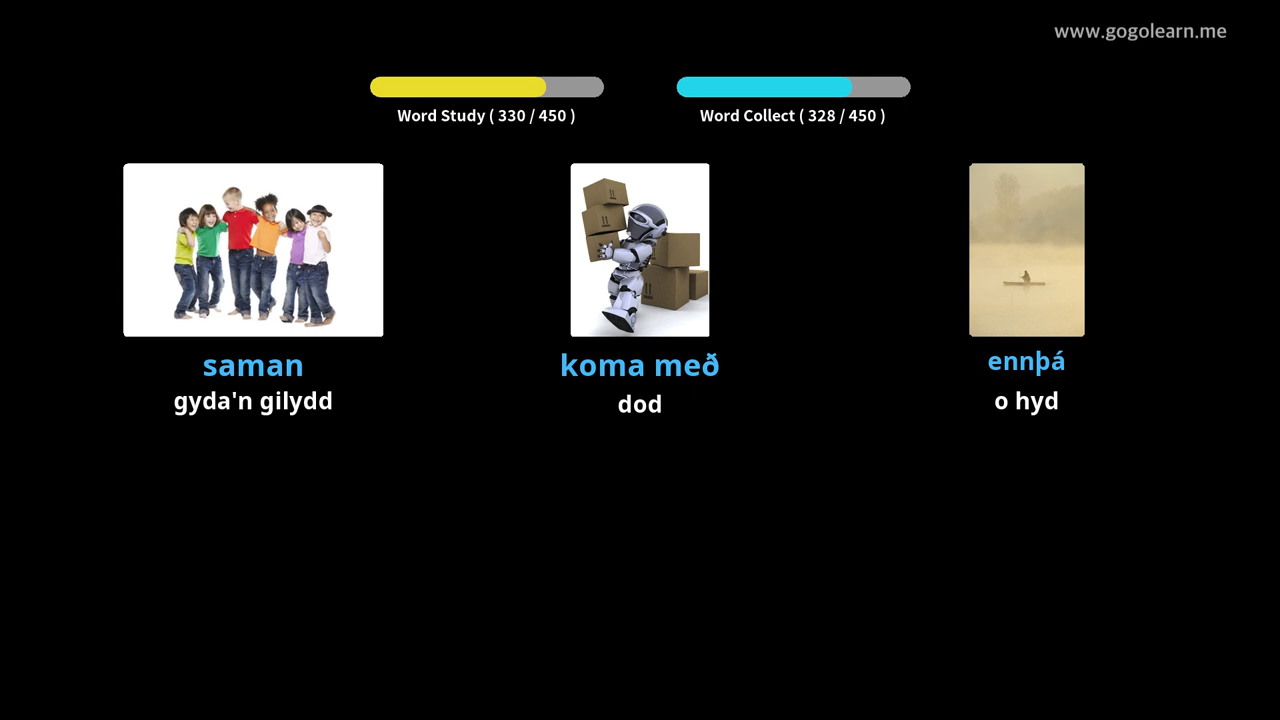 www.gogolearn.me
Word Study ( 330 / 450 )
Word Collect ( 328 / 450 )
saman
gyda'n gilydd
koma með
dod
ennþá
o hyd